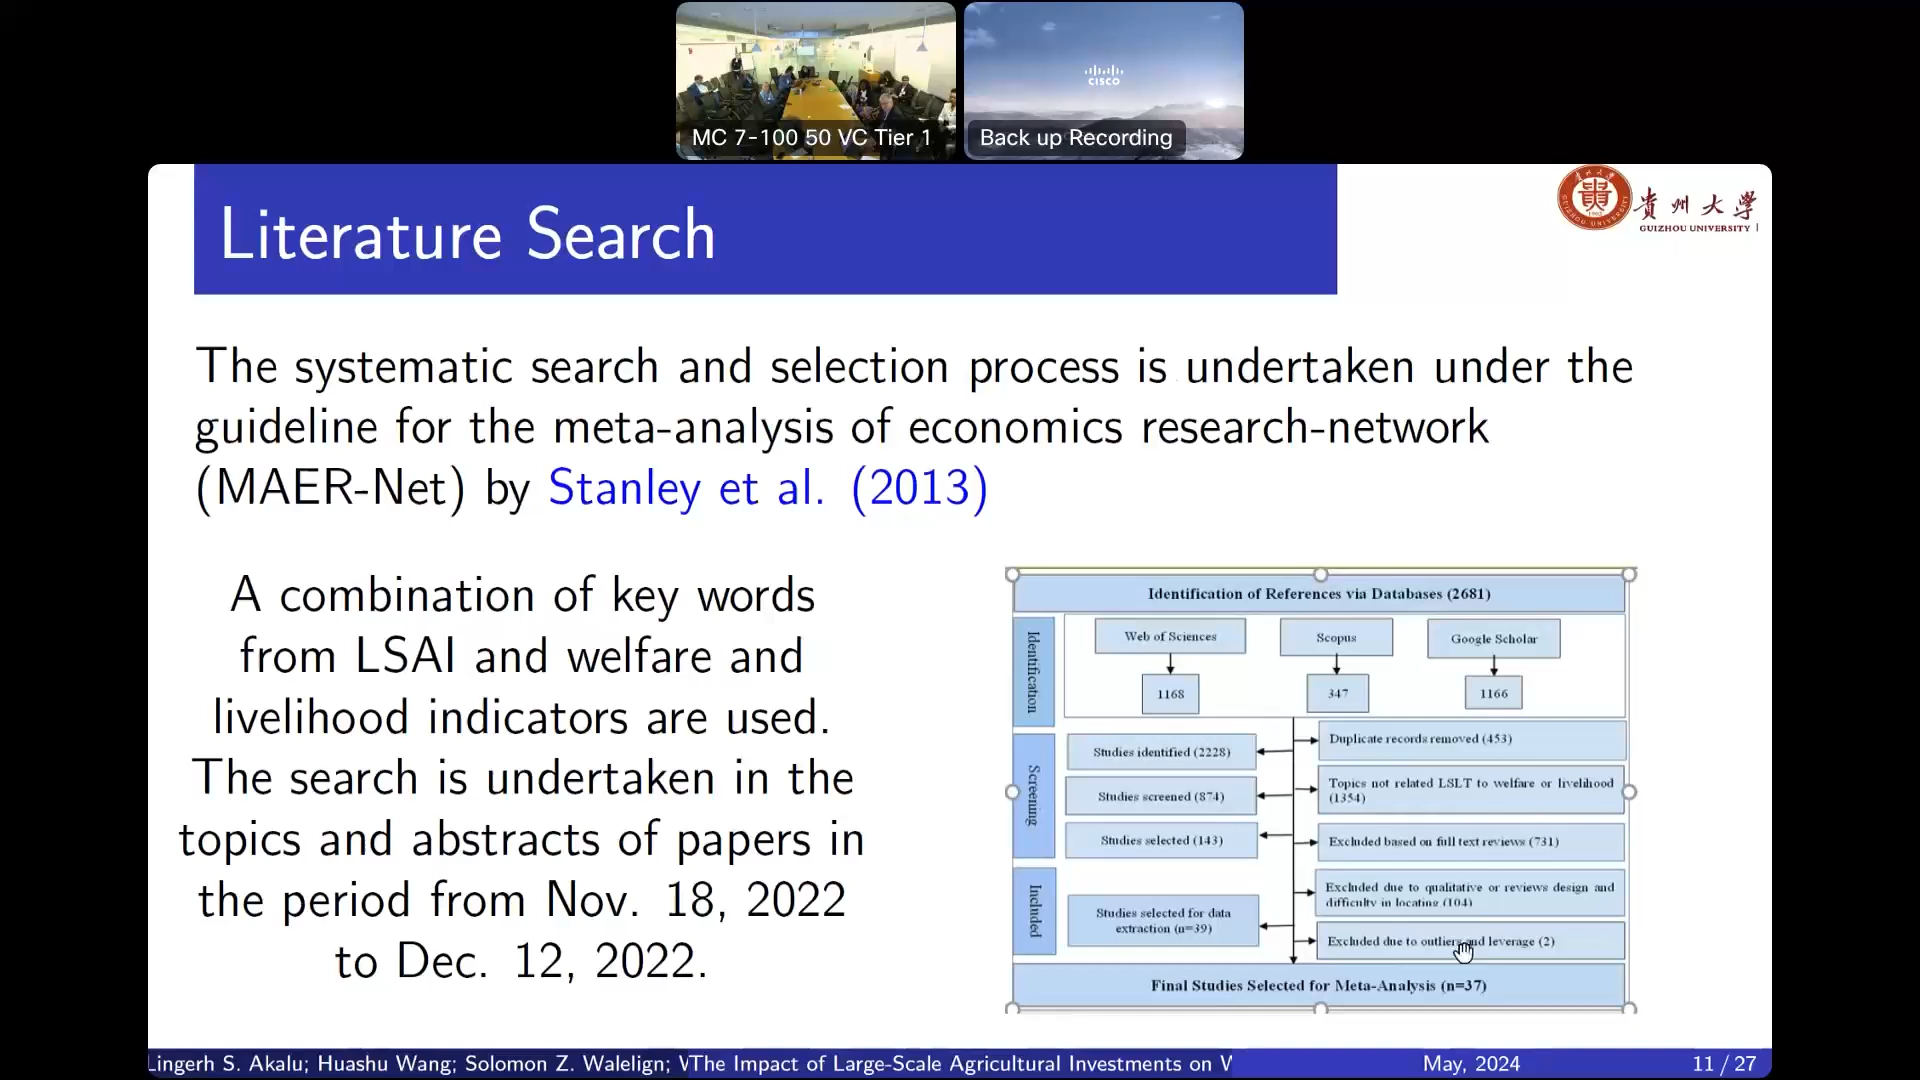 CISCO
MC 7-100 50 VC Tier 1
Back up Recording
Literature Search
貴州大學
GUIZHOU UNIVERSITY
The systematic search and selection process is undertaken under the
guideline for the meta-analysis of economics research-network
(MAER-Net) by Stanley et al. (2013)
A combination of key words
from LSAI and welfare and
livelihood indicators are used.
The search is undertaken in the
topics and abstracts of papers in
the period from Nov. 18, 2022
to Dec. 12, 2022.
Identification of References via Databases (2681)
Identification
Web of Sciences
Scopus
Google Scholar
1168
347
1166
Screening
Studies identified (2228)
Duplicate records removed (453)
Studies screened (874)
Topics not related LSLT to welfare or livelihood
(1354)
Studies selected (143)
Excluded based on full text reviews (731)
Included
Studies selected for data
extraction (n=39)
Excluded due to qualitative or reviews design and
difficulty in locating (104)
Excluded due to outliers and leverage (2)
Final Studies Selected for Meta-Analysis (n=37)
Lingerh S. Akalu; Huashu Wang; Solomon Z. Walelign; V
The Impact of Large-Scale Agricultural Investments on W
May, 2024
11 / 27